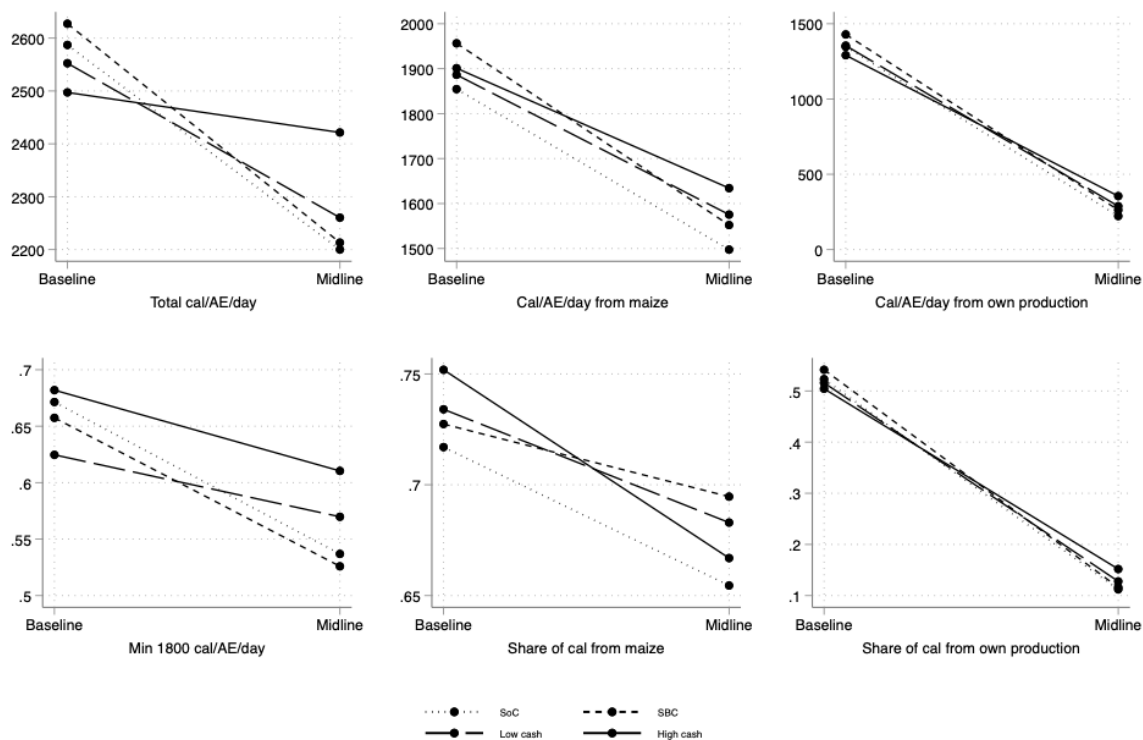 2600
2500
2400
2300
2200
Baseline Midline
Total cal/AE/day
2000
1900
1800
1700
1600
1500
Baseline Midline
Cal/AE/day from maize
1500
1000
500
0
Baseline Midline
Cal/AE/day from own production
.7
.65
.6
.55
.5
Baseline Midline
Min 1800 cal/AE/day
.75
.7
.65
Baseline Midline
Share of cal from maize
.5
.4
.3
.2
.1
Baseline Midline
Share of cal from own production
SoC SBC
Low cash High cash